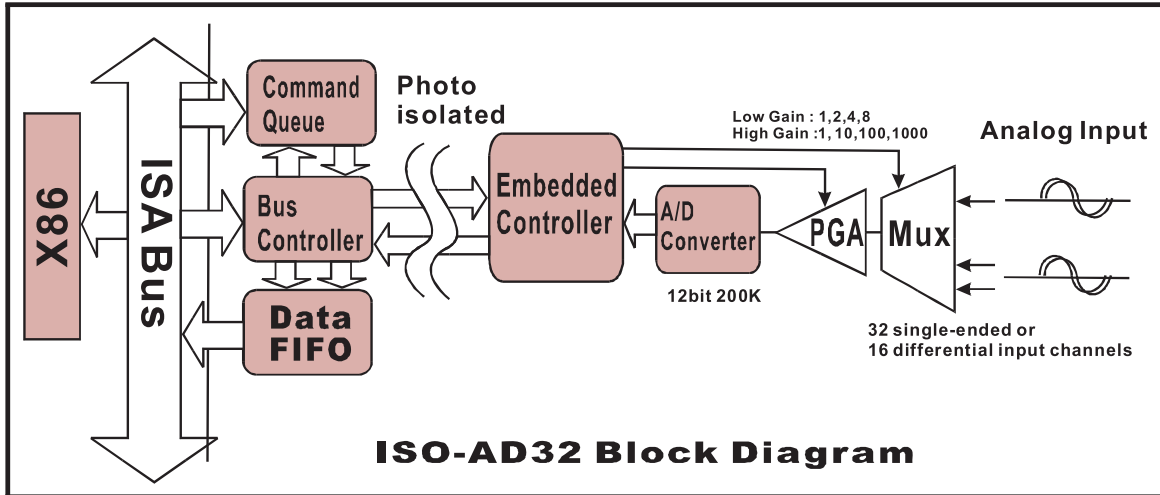 X86
ISA Bus
Command
Queue
Bus
Controller
Data
FIFO
Photo
isolated
Embedded
Controller
A/D
Converter
12bit 200K
PGA
Mux
Low Gain : 1,2,4,8
High Gain :1, 10,100,1000
Analog Input
32 single-ended or
16 differential input channels
ISO-AD32 Block Diagram